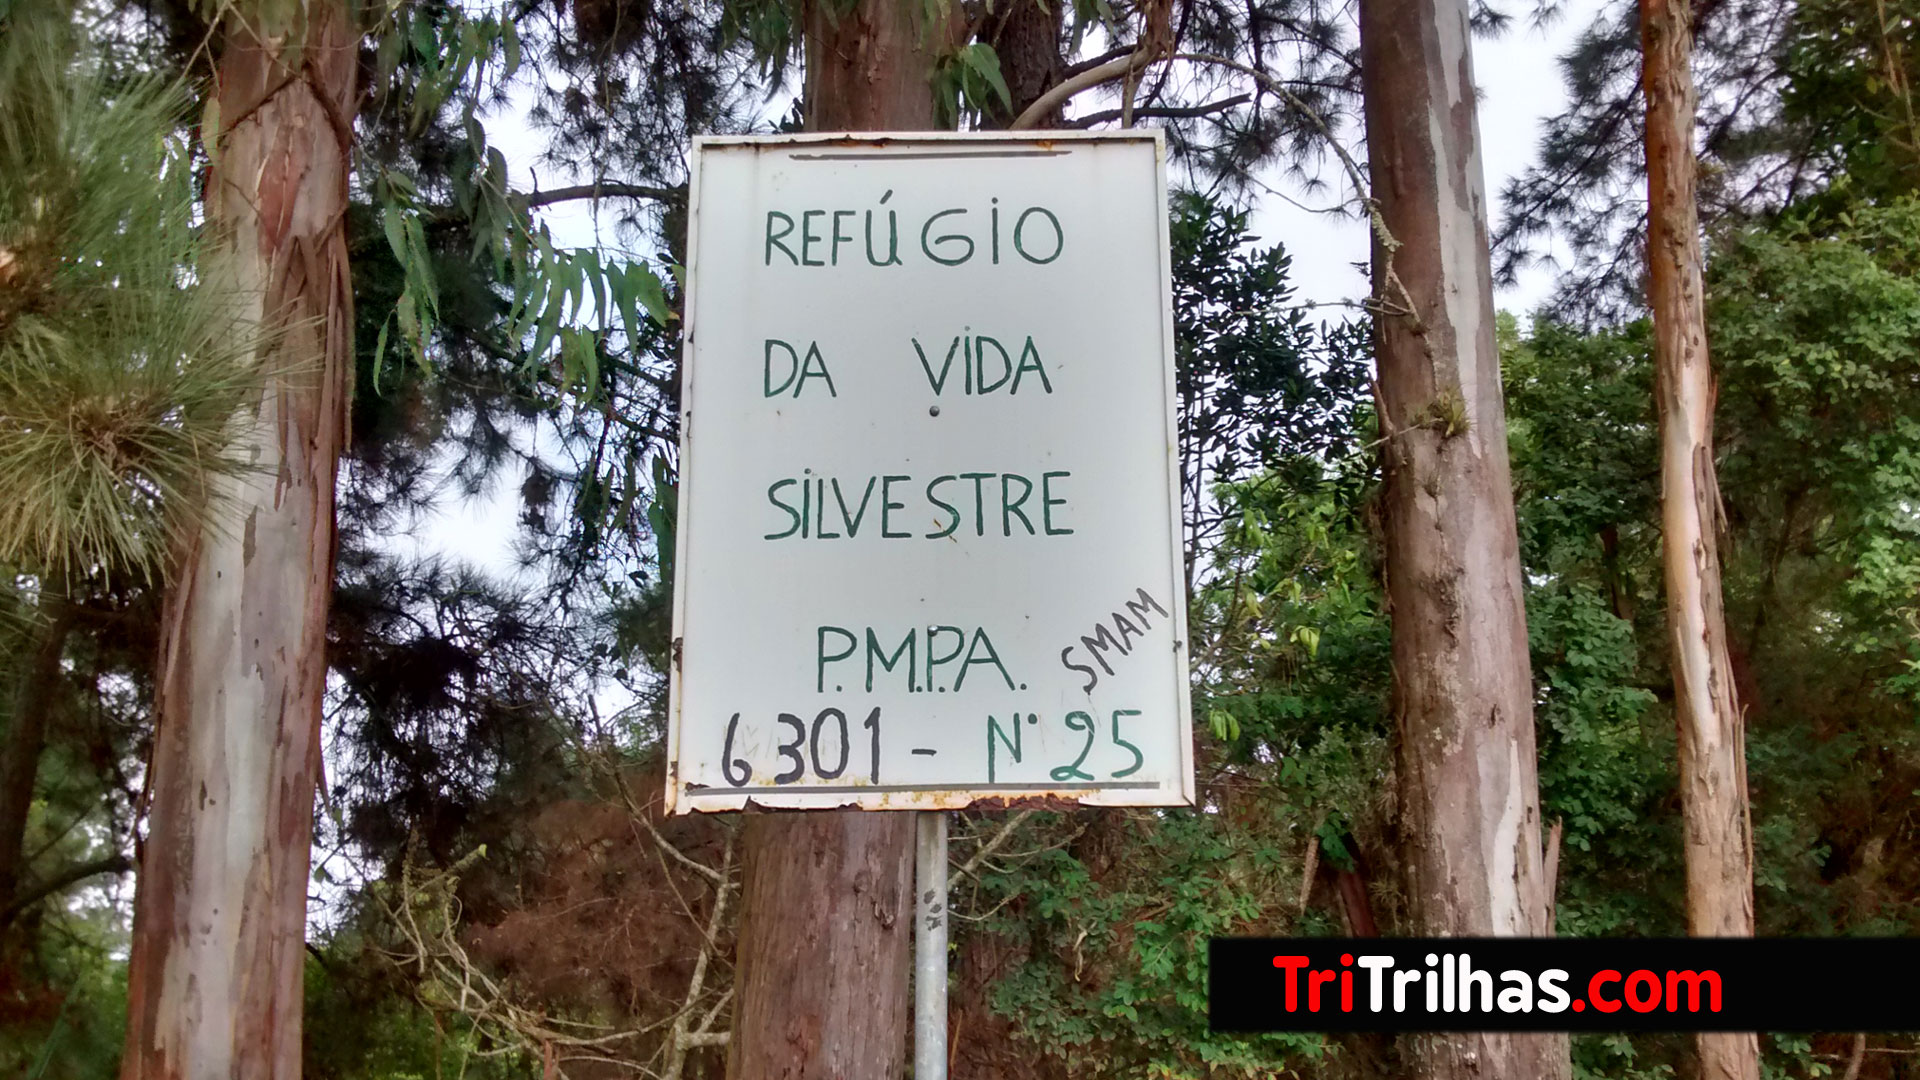 REFÚGIO
DA VIDA
SILVESTRE
P.M.P.A.
SMAM
6301 - Nº 25
TriTrilhas.com